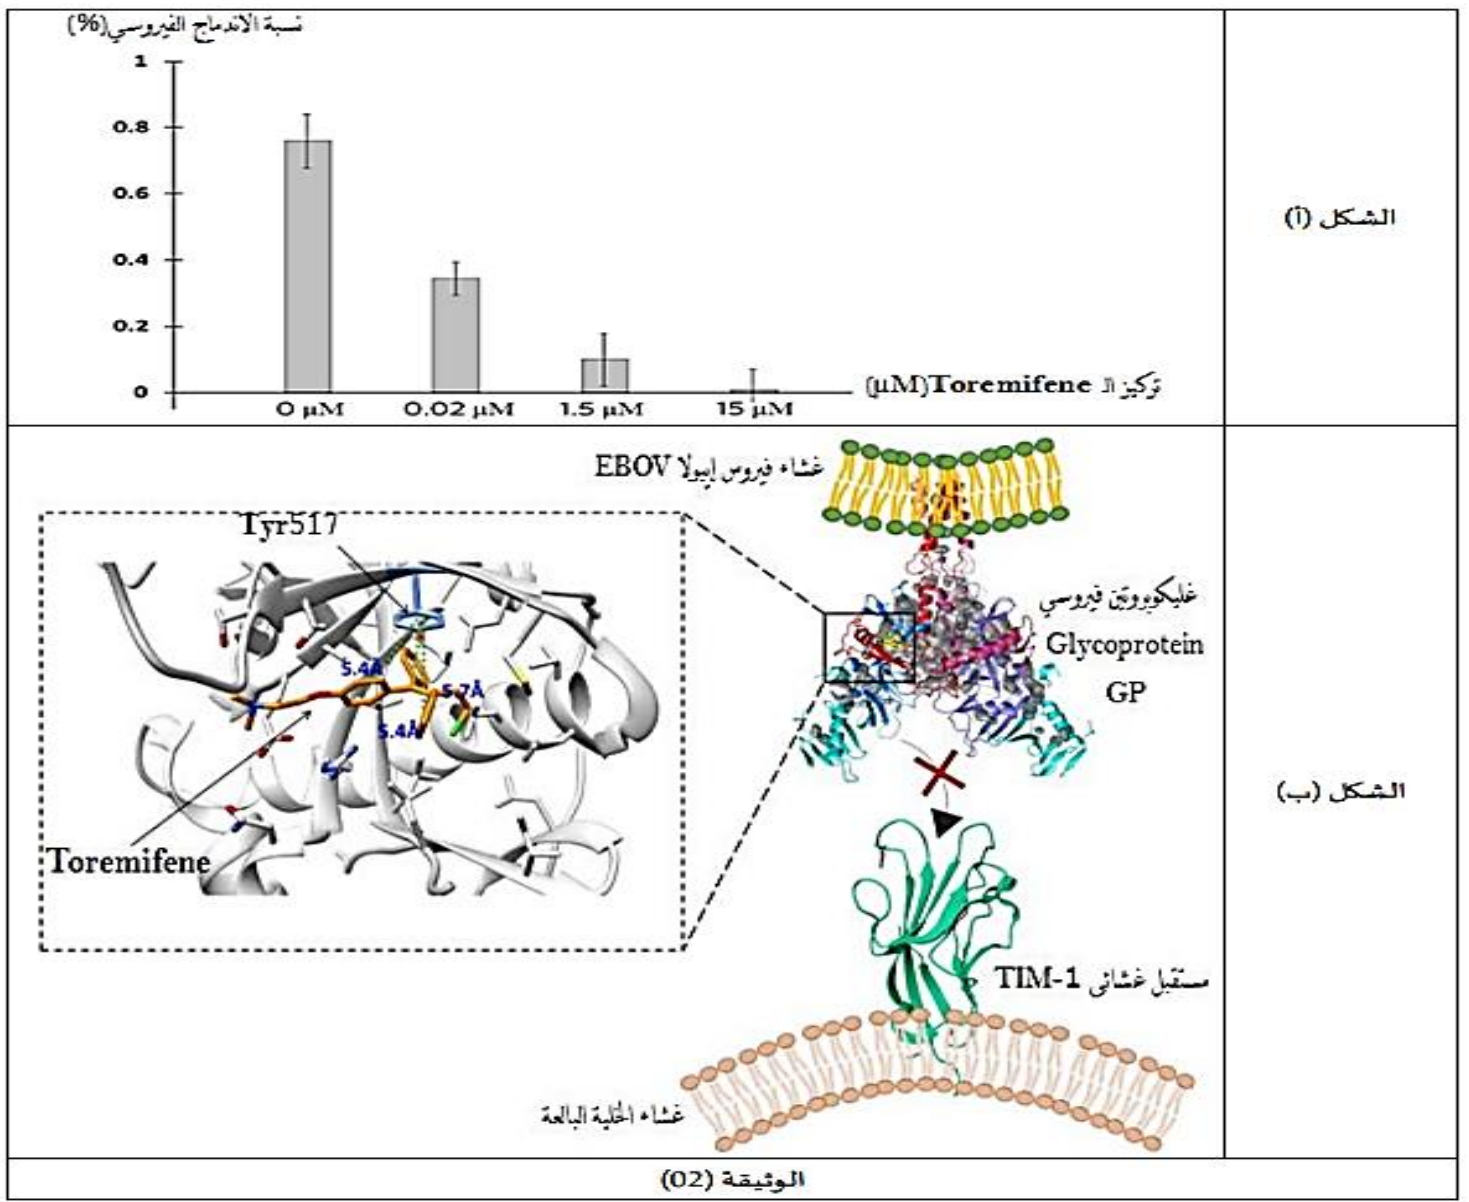 نسبة الاندماج الفيروسي(%)
1
0.8
0.6
0.4
0.2
0
0 µM 0.02 µM 1.5 µM 15 µM
تركيز الـ Toremifene(µM)
الشكل (أ)
غشاء فيروس إيبولا EBOV
Tyr517
غليكوبروتين فيروسي
Glycoprotein
GP
5.4Å
5.7Å
5.4Å
Toremifene
مستقبل غشائي TIM-1
غشاء الخلية البالعة
الشكل (ب)
الوثيقة (02)